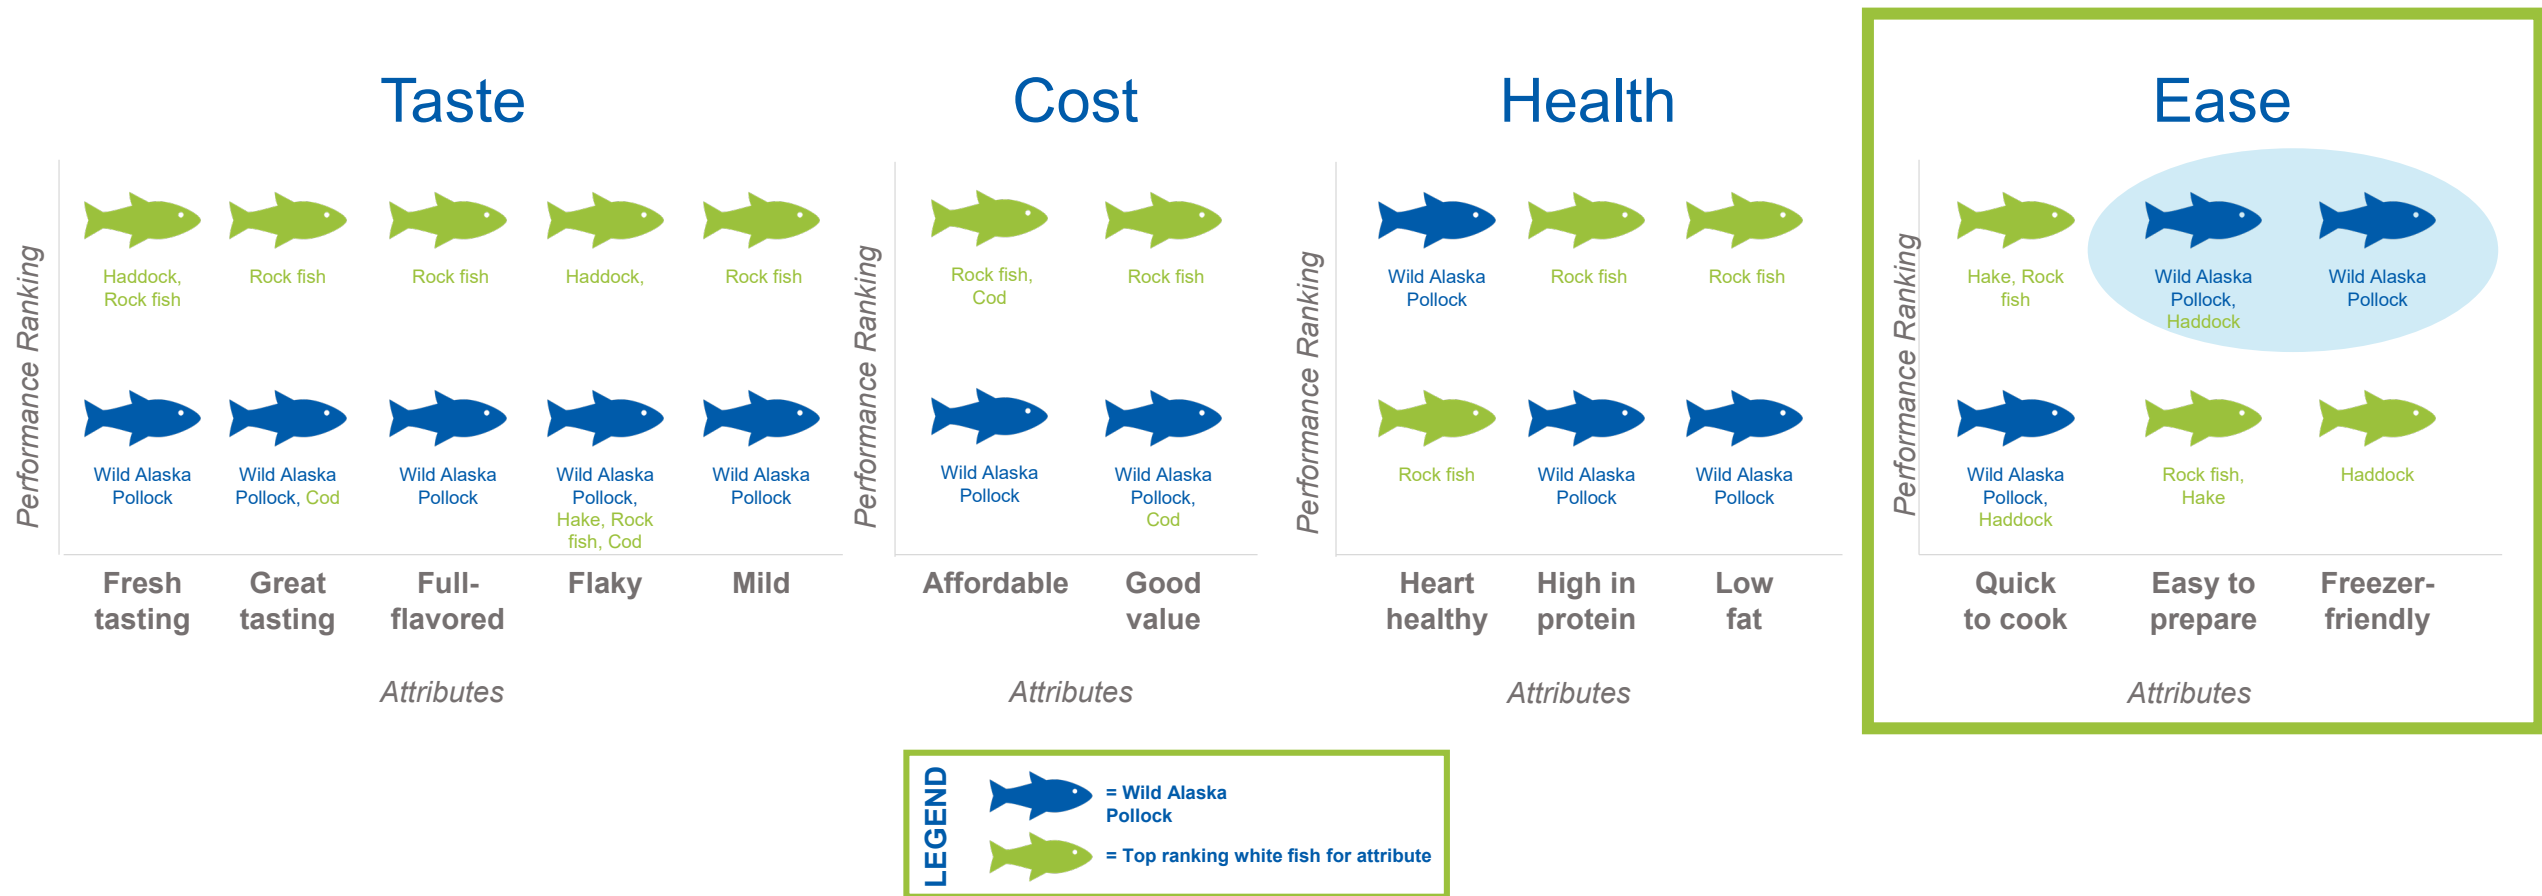 Taste
Performance Ranking
Haddock,
Rock fish
Rock fish
Rock fish
Haddock,
Rock fish
Wild Alaska
Pollock
Wild Alaska
Pollock, Cod
Wild Alaska
Pollock
Wild Alaska
Pollock,
Hake, Rock
fish, Cod
Wild Alaska
Pollock
Fresh
tasting
Great
tasting
Full-
flavored
Flaky
Mild
Attributes
Cost
Performance Ranking
Rock fish,
Cod
Rock fish
Wild Alaska
Pollock
Wild Alaska
Pollock,
Cod
Affordable
Good
value
Attributes
Health
Performance Ranking
Wild Alaska
Pollock
Rock fish
Rock fish
Rock fish
Wild Alaska
Pollock
Wild Alaska
Pollock
Heart
healthy
High in
protein
Low
fat
Attributes
Ease
Performance Ranking
Hake, Rock
fish
Wild Alaska
Pollock,
Haddock
Wild Alaska
Pollock
Wild Alaska
Pollock,
Haddock
Rock fish,
Hake
Haddock
Quick
to cook
Easy to
prepare
Freezer-
friendly
Attributes
LEGEND
= Wild Alaska
Pollock
= Top ranking white fish for attribute